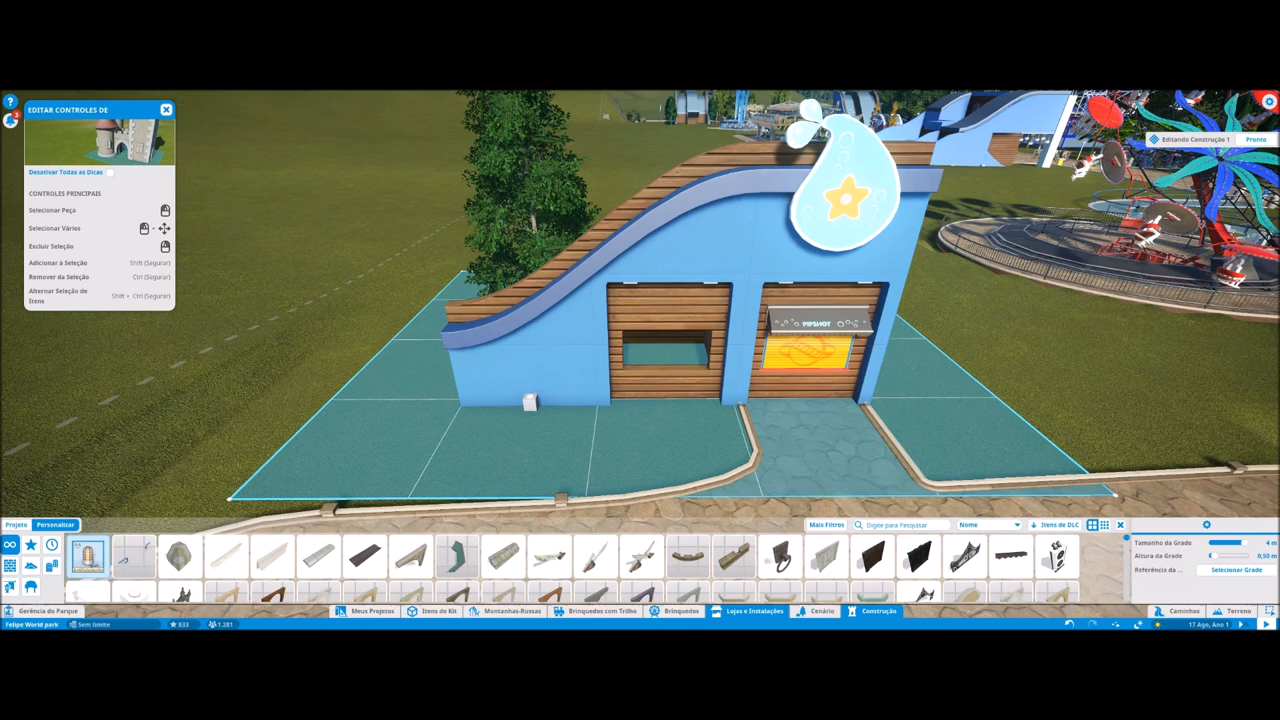 ?
3
EDITAR CONTROLES DE
Desativar Todas as Dicas
CONTROLES PRINCIPAIS
Selecionar Peça
Selecionar Vários
Excluir Seleção
Adicionar à Seleção Shift (Segurar)
Remover da Seleção Ctrl (Segurar)
Alternar Seleção de Itens Shift + Ctrl (Segurar)
Editando Construção 1 Pronto
PIPSHOT
Projeto Personalizar
Mais Filtros Digite para Pesquisar Nome Itens de DLC
Tamanho da Grade 4 m
Altura da Grade 0,50 m
Referência da ... Selecionar Grade
Gerência do Parque Meus Projetos Itens do Kit Montanhas-Russas Brinquedos com Trilho Brinquedos Lojas e Instalações Cenário Construção Caminhos Terreno
Felipe World park Sem limite 833 1.281 17 Ago, Ano 1